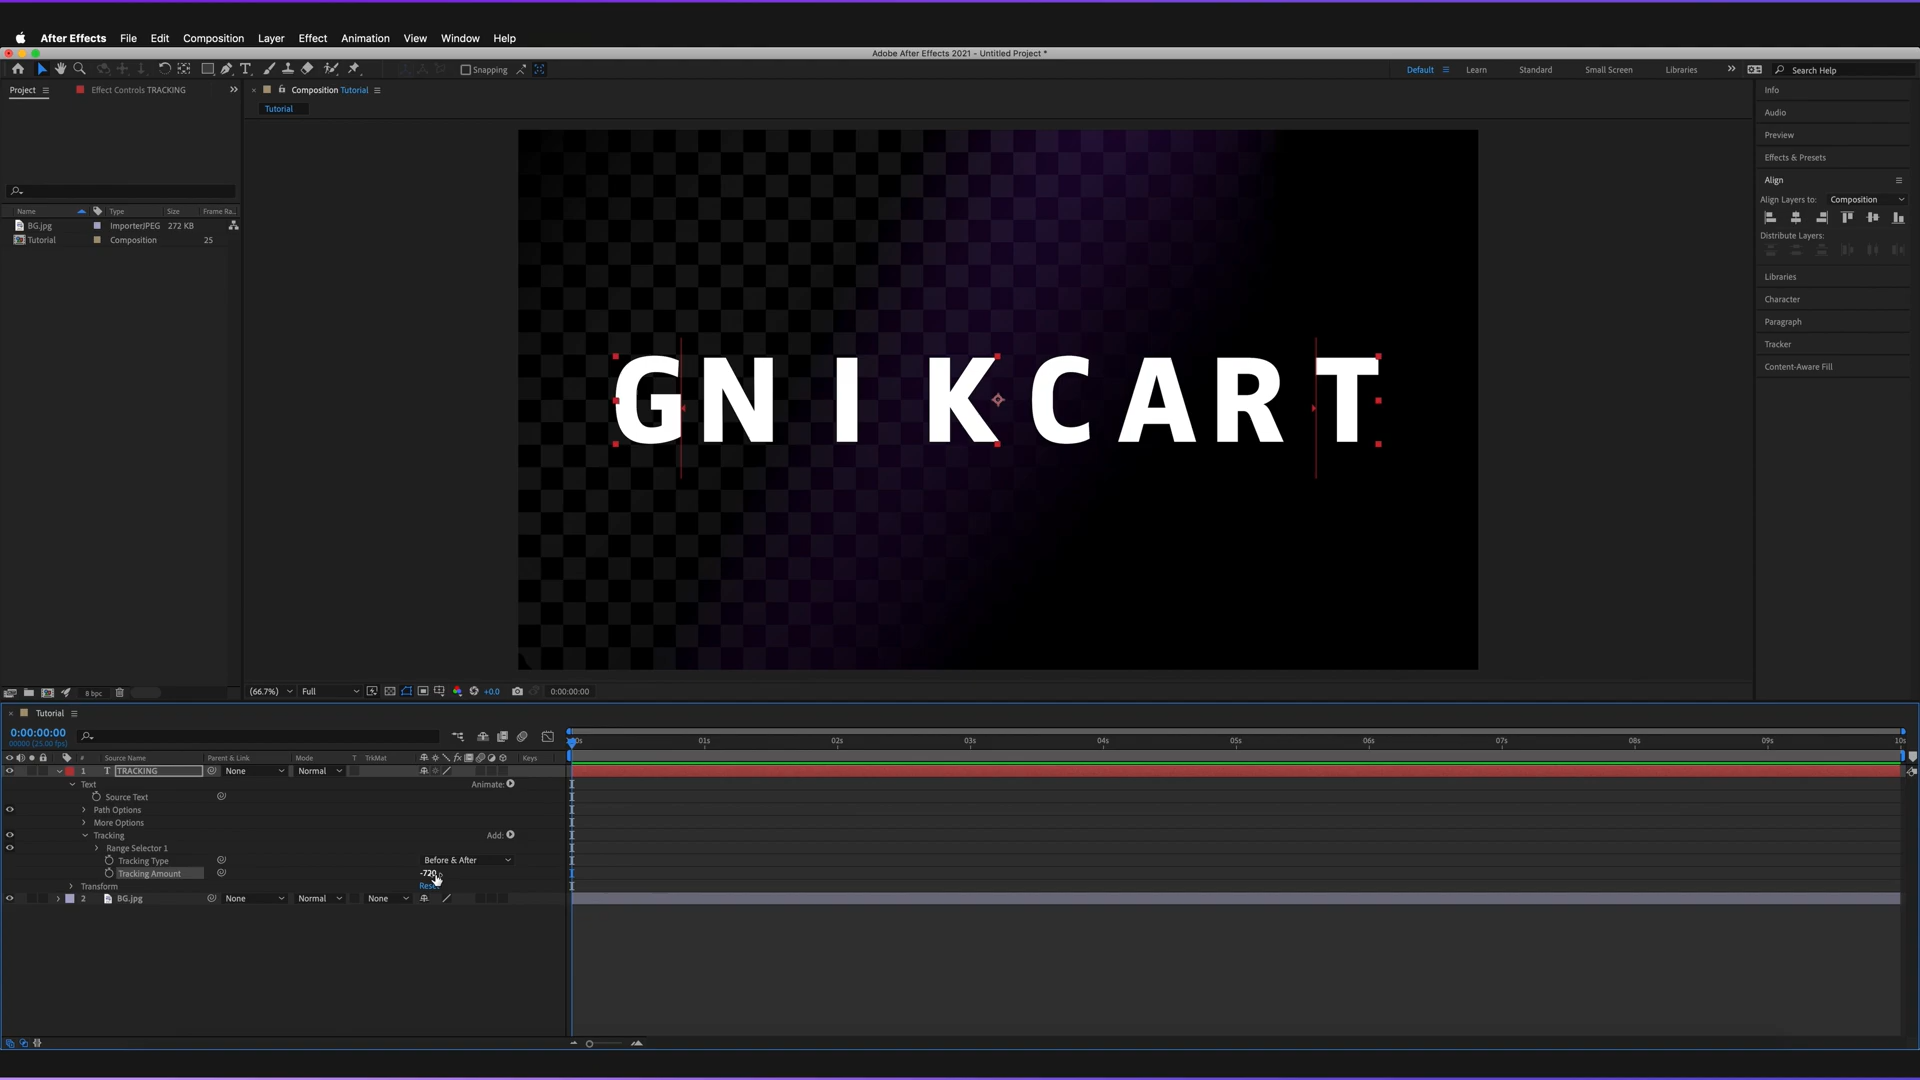 After Effects File Edit Composition Layer Effect Animation View Window Help
Adobe After Effects 2021 - Untitled Project *
Snapping Default Learn Standard Small Screen Libraries Search Help
Project Effect Controls TRACKING
Composition Tutorial
Tutorial
Name Type Size Frame Ra...
BG.jpg ImporterJPEG 272 KB
Tutorial Composition 25
GNIKCART
Info
Audio
Preview
Effects & Presets
Align
Align Layers to: Composition
Distribute Layers:
Libraries
Character
Paragraph
Tracker
Content-Aware Fill
8 bpc
(66.7%) Full +0.0 0:00:00:00
Tutorial
0:00:00:00
00000 (25.00 fps)
01s 02s 03s 04s 05s 06s 07s 08s 09s 10s
# Source Name Parent & Link Mode T TrkMat Keys
1 T TRACKING None Normal
Text Animate:
Source Text
Path Options
More Options
Tracking Add:
Range Selector 1
Tracking Type Before & After
Tracking Amount
Transform
2 BG.jpg None Normal None